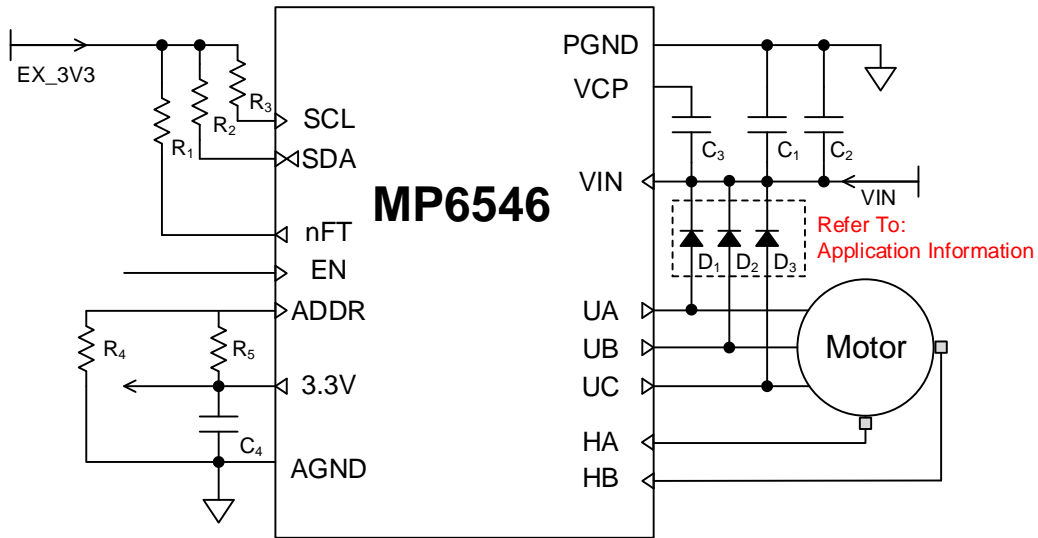 EX_3V3
R1
R2
R3
SCL
SDA
nFT
EN
ADDR
3.3V
AGND
R4
R5
C4
MP6546
PGND
VCP
VIN
UA
UB
UC
HA
HB
C3
C1
C2
VIN
D1
D2
D3
Refer To:
Application Information
Motor